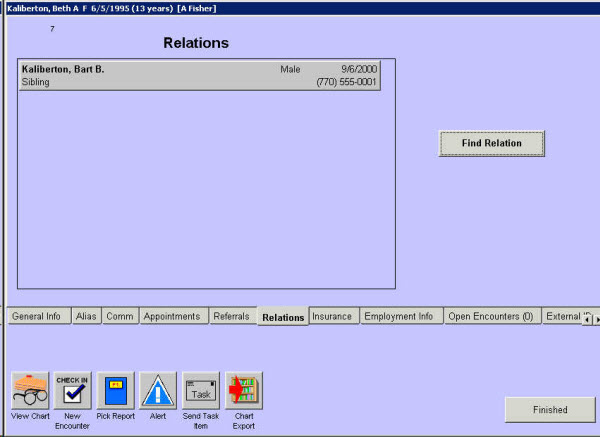 Kaliberton, Beth A F 6/5/1995 (13 years) [A Fisher]
7
Relations
Kaliberton, Bart B. Male 9/6/2000
Sibling (770) 555-0001
Find Relation
General Info Alias Comm Appointments Referrals Relations Insurance Employment Info Open Encounters (0) External
CHECK IN
Task
View Chart New Encounter Pick Report Alert Send Task Item Chart Export
Finished